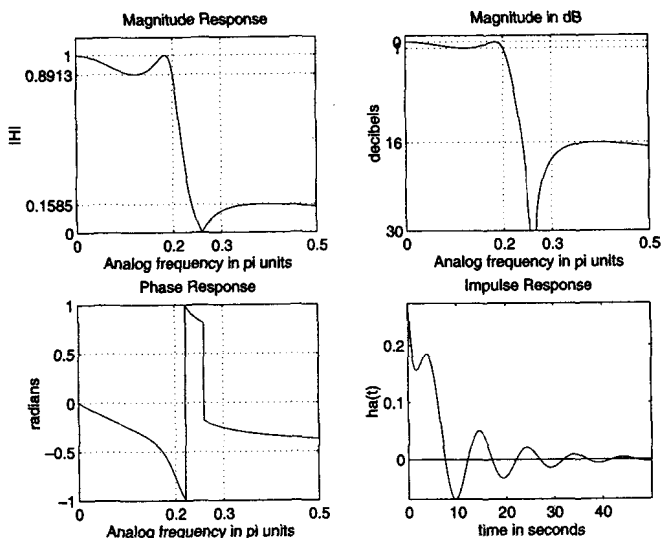 Magnitude Response
1
0.8913
|H|
0.1585
0
0 0.2 0.3 0.5
Analog frequency in pi units
Magnitude in dB
0
1
decibels
16
30
0 0.2 0.3 0.5
Analog frequency in pi units
Phase Response
1
0.5
radians
0
-0.5
-1
0 0.2 0.3 0.5
Analog frequency in pi units
Impulse Response
0.2
ha(t)
0.1
0
0 10 20 30 40
time in seconds